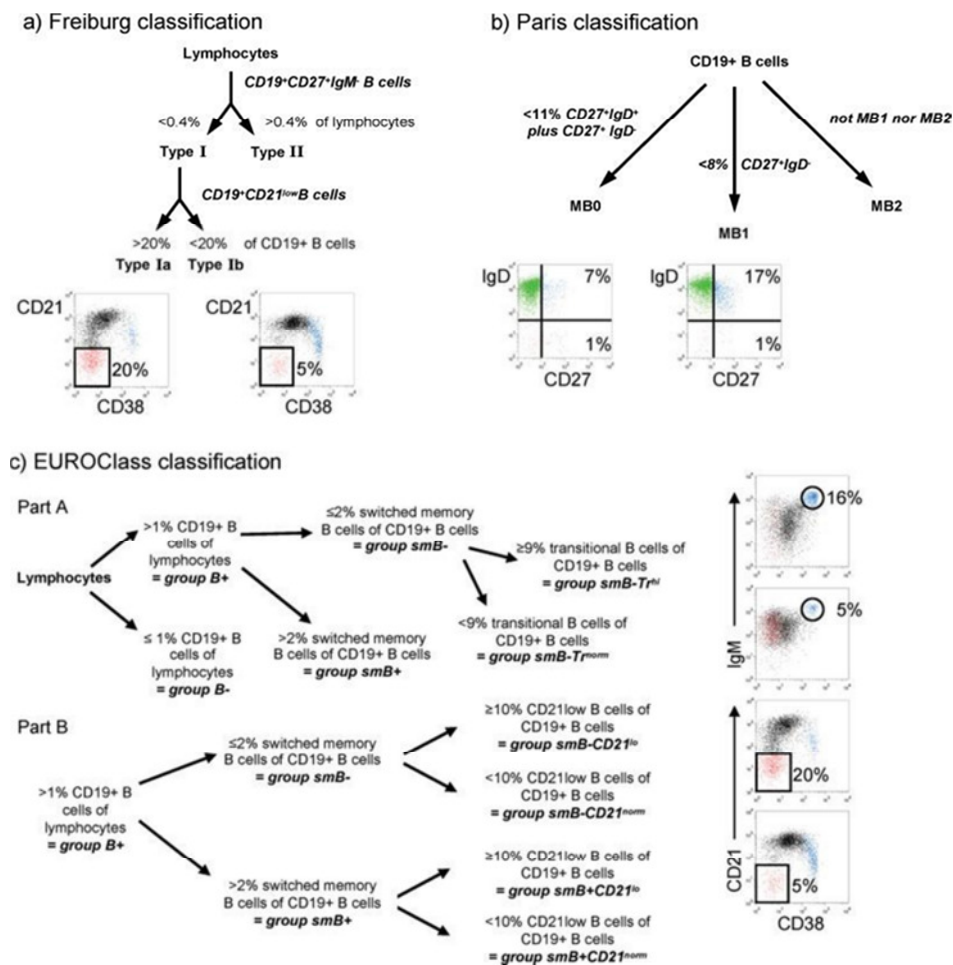 a) Freiburg classification
Lymphocytes
CD19⁺CD27⁺IgM⁻ B cells
<0.4% >0.4% of lymphocytes
Type I Type II
CD19⁺CD21ˡᵒʷB cells
>20% <20% of CD19+ B cells
Type Ia Type Ib
CD21
20%
5%
CD38
CD38
b) Paris classification
CD19+ B cells
<11% CD27⁺IgD⁺
plus CD27⁺ IgD⁻
<8% CD27⁺IgD⁻
not MB1 nor MB2
MB0
MB1
MB2
IgD
7%
1%
CD27
IgD
17%
1%
CD27
c) EUROClass classification
Part A
Lymphocytes
>1% CD19+ B
cells of
lymphocytes
= group B+
≤ 1% CD19+ B
cells of
lymphocytes
= group B-
≤2% switched memory
B cells of CD19+ B cells
= group smB-
>2% switched memory
B cells of CD19+ B cells
= group smB+
≥9% transitional B cells of
CD19+ B cells
= group smB-Trʰⁱ
<9% transitional B cells of
CD19+ B cells
= group smB-Trⁿᵒʳᵐ
Part B
>1% CD19+ B
cells of
lymphocytes
= group B+
≤2% switched memory
B cells of CD19+ B cells
= group smB-
>2% switched memory
B cells of CD19+ B cells
= group smB+
≥10% CD21low B cells of
CD19+ B cells
= group smB-CD21ˡᵒ
<10% CD21low B cells of
CD19+ B cells
= group smB-CD21ⁿᵒʳᵐ
≥10% CD21low B cells of
CD19+ B cells
= group smB+CD21ˡᵒ
<10% CD21low B cells of
CD19+ B cells
= group smB+CD21ⁿᵒʳᵐ
16%
5%
IgM
20%
5%
CD21
CD38